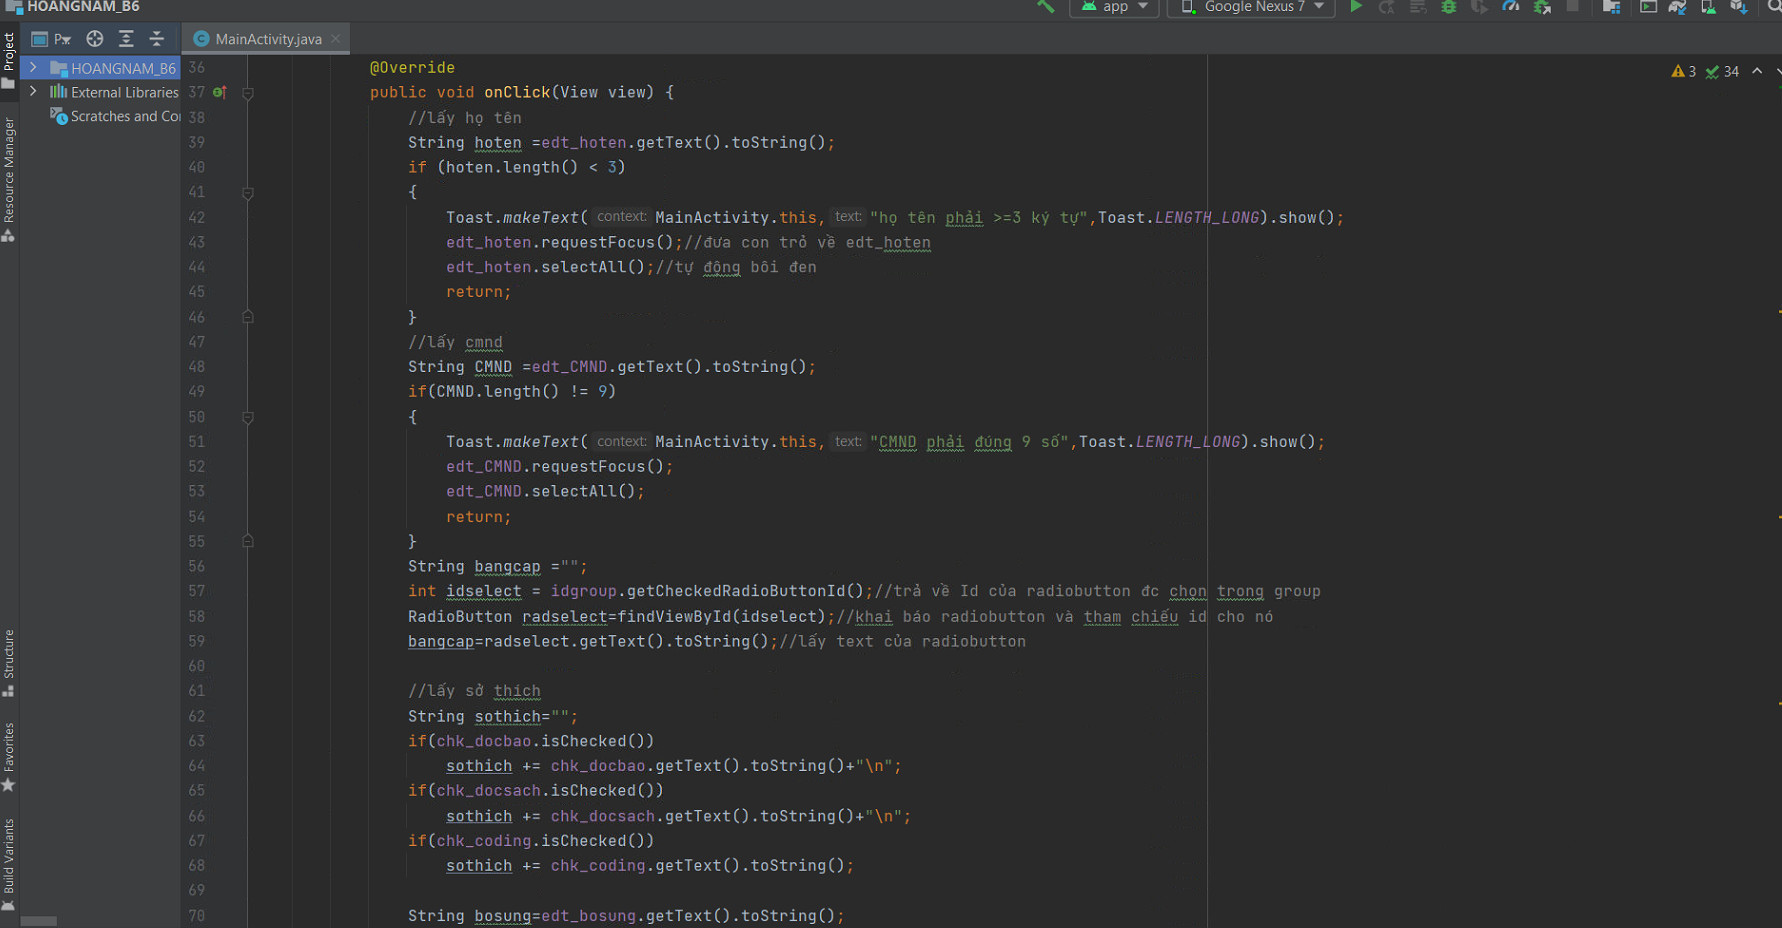 HOANGNAM_B6
app
Google Nexus 7
Project
P
MainActivity.java
HOANGNAM_B6
External Libraries
Scratches and Co
Resource Manager
Structure
Favorites
Build Variants
3 34
36 @Override
37 public void onClick(View view) {
38 //lấy họ tên
39 String hoten =edt_hoten.getText().toString();
40 if (hoten.length() < 3)
41 {
42 Toast.makeText( context: MainActivity.this, text: "họ tên phải >=3 ký tự",Toast.LENGTH_LONG).show();
43 edt_hoten.requestFocus();//đưa con trỏ về edt_hoten
44 edt_hoten.selectAll();//tự động bôi đen
45 return;
46 }
47 //lấy cmnd
48 String CMND =edt_CMND.getText().toString();
49 if(CMND.length() != 9)
50 {
51 Toast.makeText( context: MainActivity.this, text: "CMND phải đúng 9 số",Toast.LENGTH_LONG).show();
52 edt_CMND.requestFocus();
53 edt_CMND.selectAll();
54 return;
55 }
56 String bangcap ="";
57 int idselect = idgroup.getCheckedRadioButtonId();//trả về Id của radiobutton đc chọn trong group
58 RadioButton radselect=findViewById(idselect);//khai báo radiobutton và tham chiếu id cho nó
59 bangcap=radselect.getText().toString();//lấy text của radiobutton
60
61 //lấy sở thich
62 String sothich="";
63 if(chk_docbao.isChecked())
64 sothich += chk_docbao.getText().toString()+"\n";
65 if(chk_docsach.isChecked())
66 sothich += chk_docsach.getText().toString()+"\n";
67 if(chk_coding.isChecked())
68 sothich += chk_coding.getText().toString();
69
70 String bosung=edt_bosung.getText().toString();